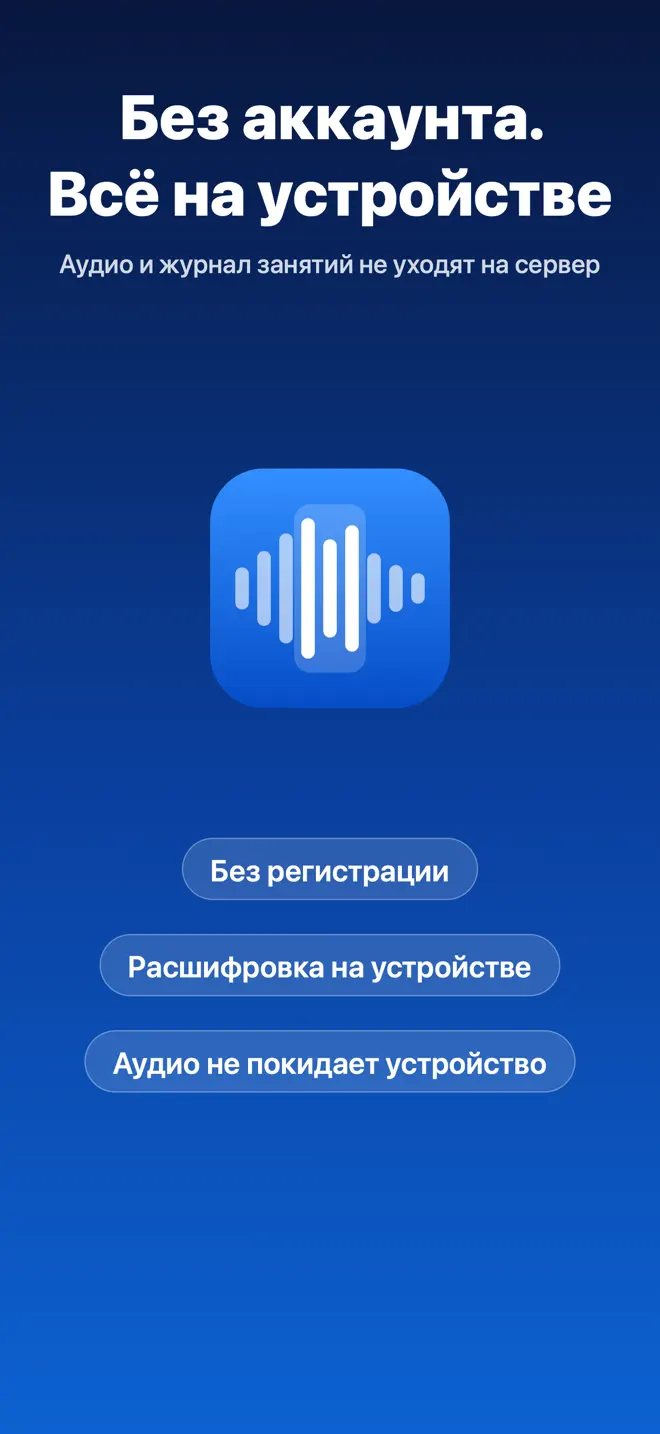 Без аккаунта.
Всё на устройстве
Аудио и журнал занятий не уходят на сервер
Без регистрации
Расшифровка на устройстве
Аудио не покидает устройство